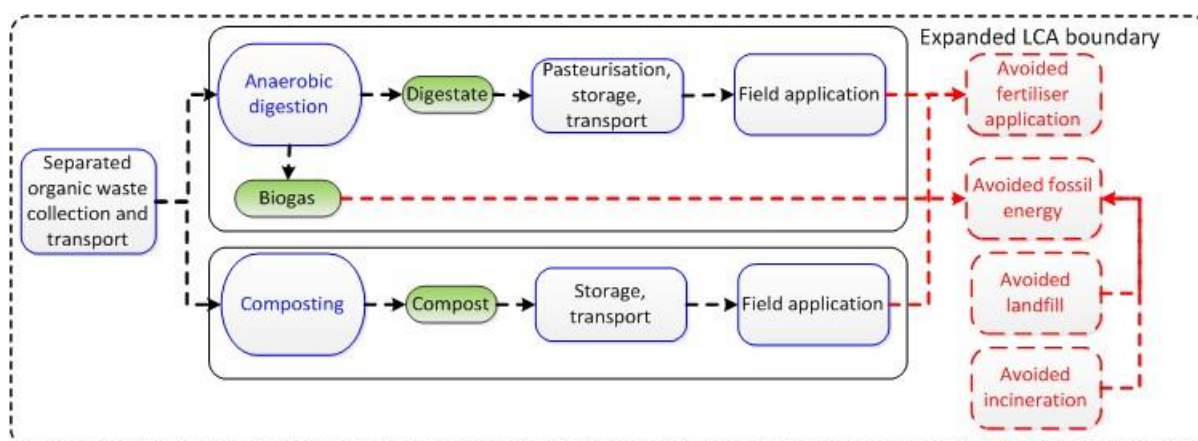 Expanded LCA boundary
Anaerobic
digestion
Digestate
Pasteurisation,
storage,
transport
Field application
Avoided
fertiliser
application
Separated
organic waste
collection and
transport
Biogas
Avoided fossil
energy
Composting
Compost
Storage,
transport
Field application
Avoided
landfill
Avoided
incineration